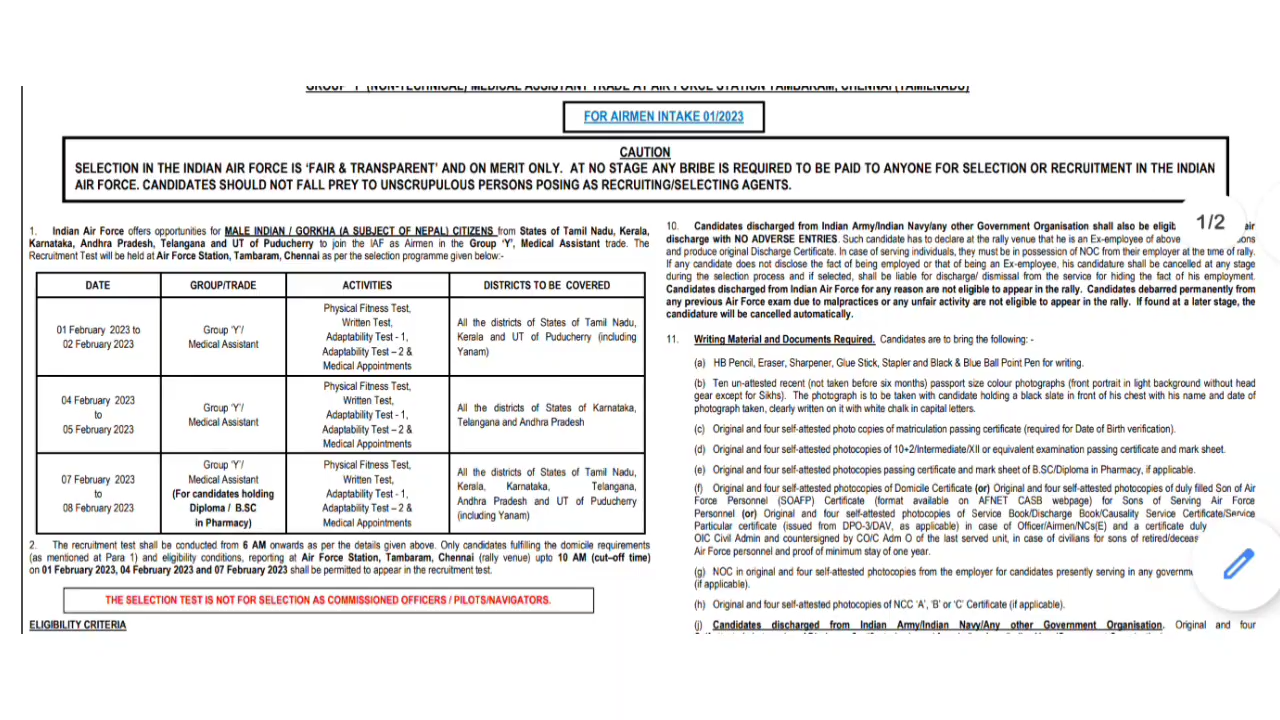 GROUP 'Y' (NON-TECHNICAL) MEDICAL ASSISTANT TRADE AT AIR FORCE STATION TAMBARAM, CHENNAI (TAMILNADU)
FOR AIRMEN INTAKE 01/2023
CAUTION
SELECTION IN THE INDIAN AIR FORCE IS 'FAIR & TRANSPARENT' AND ON MERIT ONLY. AT NO STAGE ANY BRIBE IS REQUIRED TO BE PAID TO ANYONE FOR SELECTION OR RECRUITMENT IN THE INDIAN
AIR FORCE. CANDIDATES SHOULD NOT FALL PREY TO UNSCRUPULOUS PERSONS POSING AS RECRUITING/SELECTING AGENTS.
1. Indian Air Force offers opportunities for MALE INDIAN / GORKHA (A SUBJECT OF NEPAL) CITIZENS from States of Tamil Nadu, Kerala,
Karnataka, Andhra Pradesh, Telangana and UT of Puducherry to join the IAF as Airmen in the Group 'Y', Medical Assistant trade. The
Recruitment Test will be held at Air Force Station, Tambaram, Chennai as per the selection programme given below:-
DATE GROUP/TRADE ACTIVITIES DISTRICTS TO BE COVERED
01 February 2023 to
02 February 2023
Group 'Y'/
Medical Assistant
Physical Fitness Test,
Written Test,
Adaptability Test - 1,
Adaptability Test – 2 &
Medical Appointments
All the districts of States of Tamil Nadu,
Kerala and UT of Puducherry (including
Yanam)
04 February 2023
to
05 February 2023
Group 'Y'/
Medical Assistant
Physical Fitness Test,
Written Test,
Adaptability Test - 1,
Adaptability Test – 2 &
Medical Appointments
All the districts of States of Karnataka,
Telangana and Andhra Pradesh
07 February 2023
to
08 February 2023
Group 'Y'/
Medical Assistant
(For candidates holding
Diploma / B.SC
in Pharmacy)
Physical Fitness Test,
Written Test,
Adaptability Test - 1,
Adaptability Test – 2 &
Medical Appointments
All the districts of States of Tamil Nadu,
Kerala, Karnataka, Telangana,
Andhra Pradesh and UT of Puducherry
(including Yanam)
2. The recruitment test shall be conducted from 6 AM onwards as per the details given above. Only candidates fulfilling the domicile requirements
(as mentioned at Para 1) and eligibility conditions, reporting at Air Force Station, Tambaram, Chennai (rally venue) upto 10 AM (cut–off time)
on 01 February 2023, 04 February 2023 and 07 February 2023 shall be permitted to appear in the recruitment test.
THE SELECTION TEST IS NOT FOR SELECTION AS COMMISSIONED OFFICERS / PILOTS/NAVIGATORS.
ELIGIBILITY CRITERIA
10. Candidates discharged from Indian Army/Indian Navy/any other Government Organisation shall also be
1/2
discharge with NO ADVERSE ENTRIES. Such candidate has to declare at the rally venue that he is an Ex-employee of above
and produce original Discharge Certificate. In case of serving individuals, they must be in possession of NOC from their employer at the time of rally.
If any candidate does not disclose the fact of being employed or that of being an Ex-employee, his candidature shall be cancelled at any stage
during the selection process and if selected, shall be liable for discharge/ dismissal from the service for hiding the fact of his employment.
Candidates discharged from Indian Air Force for any reason are not eligible to appear in the rally. Candidates debarred permanently from
any previous Air Force exam due to malpractices or any unfair activity are not eligible to appear in the rally. If found at a later stage, the
candidature will be cancelled automatically.
11. Writing Material and Documents Required. Candidates are to bring the following: -
(a) HB Pencil, Eraser, Sharpener, Glue Stick, Stapler and Black & Blue Ball Point Pen for writing.
(b) Ten un-attested recent (not taken before six months) passport size colour photographs (front portrait in light background without head
gear except for Sikhs). The photograph is to be taken with candidate holding a black slate in front of his chest with his name and date of
photograph taken, clearly written on it with white chalk in capital letters.
(c) Original and four self-attested photo copies of matriculation passing certificate (required for Date of Birth verification).
(d) Original and four self-attested photocopies of 10+2/Intermediate/XII or equivalent examination passing certificate and mark sheet.
(e) Original and four self-attested photocopies passing certificate and mark sheet of B.SC/Diploma in Pharmacy, if applicable.
(f) Original and four self-attested photocopies of Domicile Certificate (or) Original and four self-attested photocopies of duly filled Son of Air
Force Personnel (SOAFP) Certificate (format available on AFNET CASB webpage) for Sons of Serving Air Force
Personnel (or) Original and four self-attested photocopies of Service Book/Discharge Book/Causality Service Certificate/Service
Particular certificate (issued from DPO-3/DAV, as applicable) in case of Officer/Airmen/NCs(E) and a certificate duly
OIC Civil Admin and countersigned by CO/C Adm O of the last served unit, in case of civilians for sons of
Air Force personnel and proof of minimum stay of one year.
(g) NOC in original and four self-attested photocopies from the employer for candidates presently serving in any
(if applicable).
(h) Original and four self-attested photocopies of NCC 'A', 'B' or 'C' Certificate (if applicable).
(j) Candidates discharged from Indian Army/Indian Navy/Any other Government Organisation. Original and four